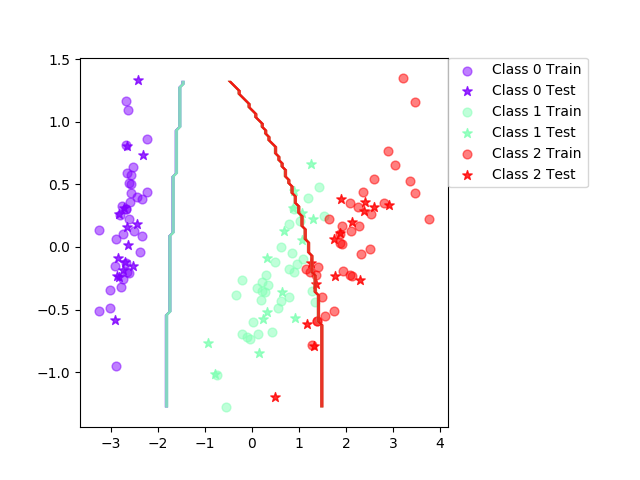 1.5
1.0
0.5
0.0
−0.5
−1.0
−3 −2 −1 0 1 2 3 4
Class 0 Train
Class 0 Test
Class 1 Train
Class 1 Test
Class 2 Train
Class 2 Test